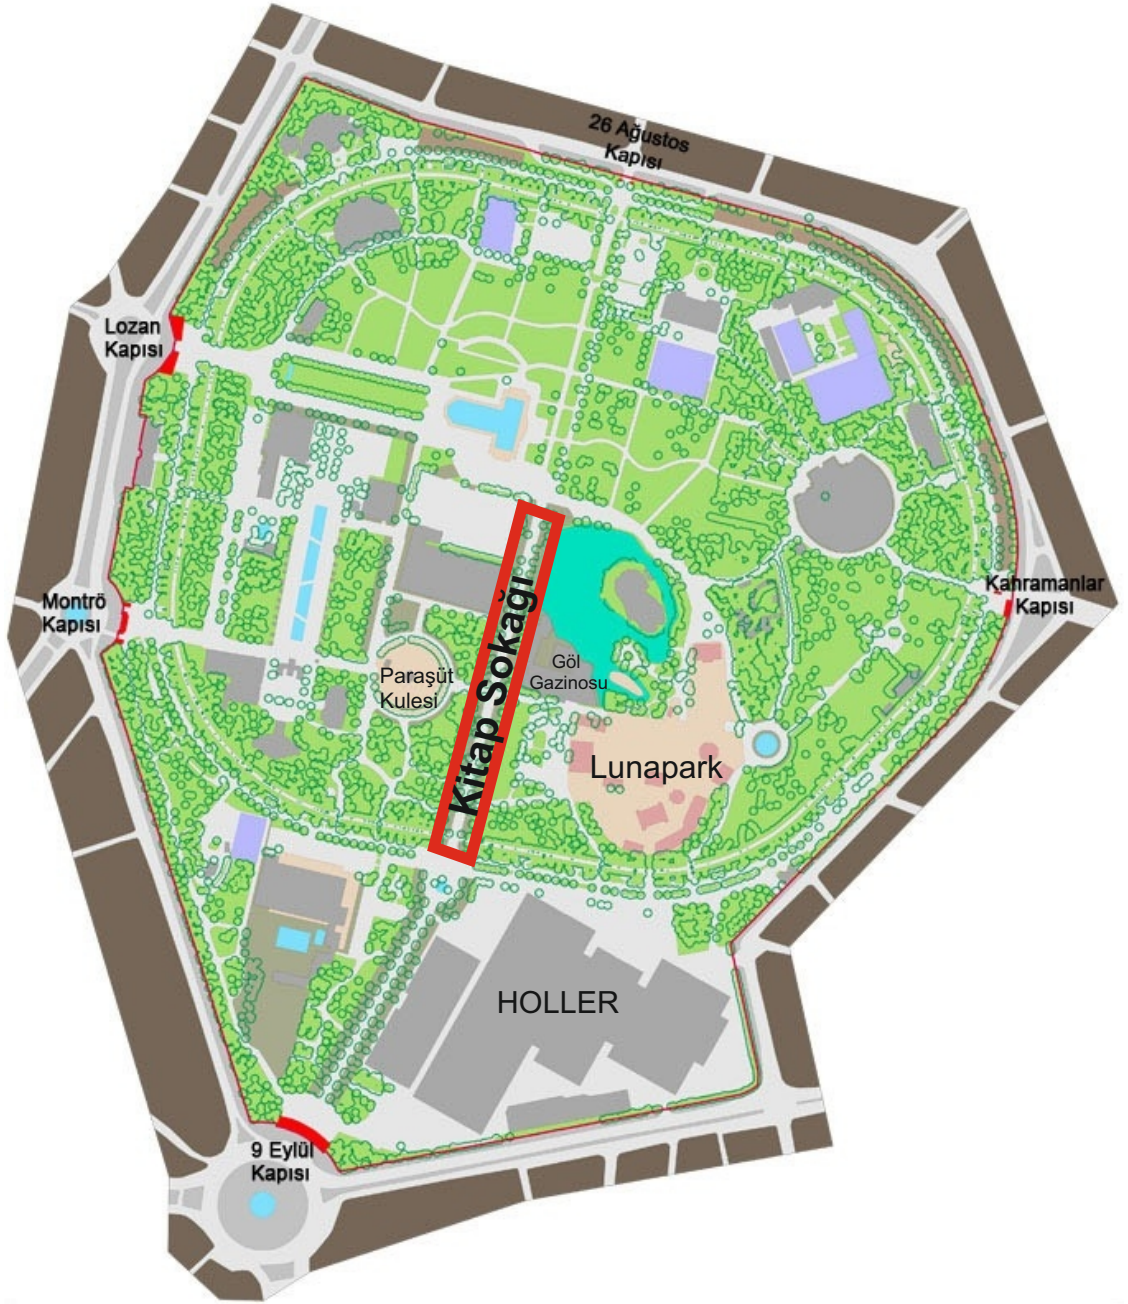 26 Ağustos
Kapısı
Lozan
Kapısı
Kahramanlar
Kapısı
Montrö
Kapısı
Kitap Sokağı
Göl
Gazinosu
Paraşüt
Kulesi
Lunapark
HOLLER
9 Eylül
Kapısı